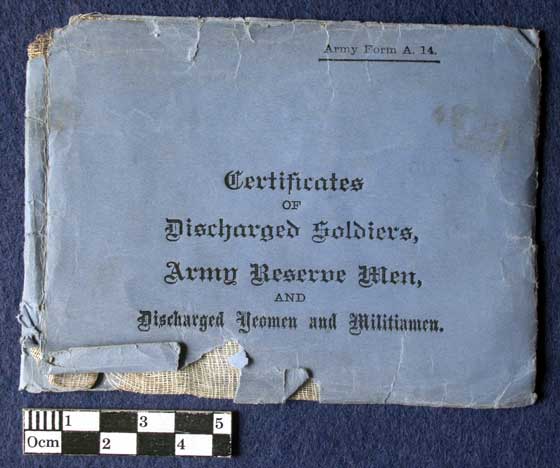 Army Form A. 14.
Certificates
OF
Discharged Soldiers,
Army Reserve Men,
AND
Discharged Yeomen and Militiamen.
1 3 5
0cm 2 4